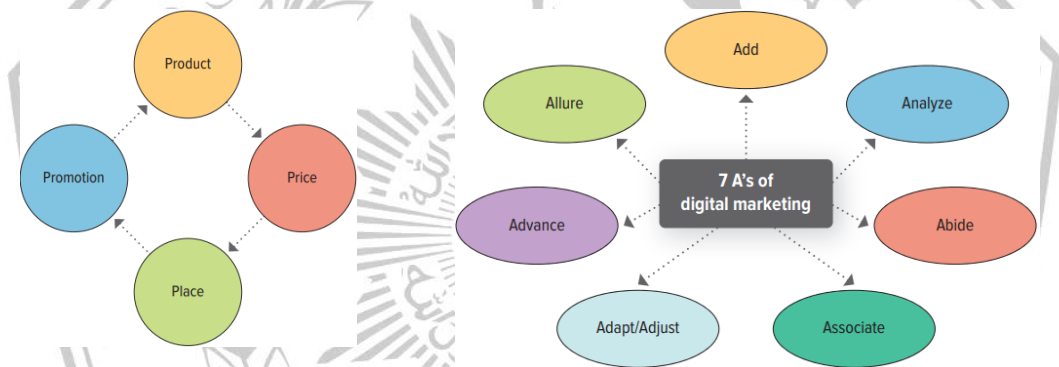 Product
Price
Place
Promotion
7 A's of
digital marketing
Add
Analyze
Abide
Associate
Adapt/Adjust
Advance
Allure